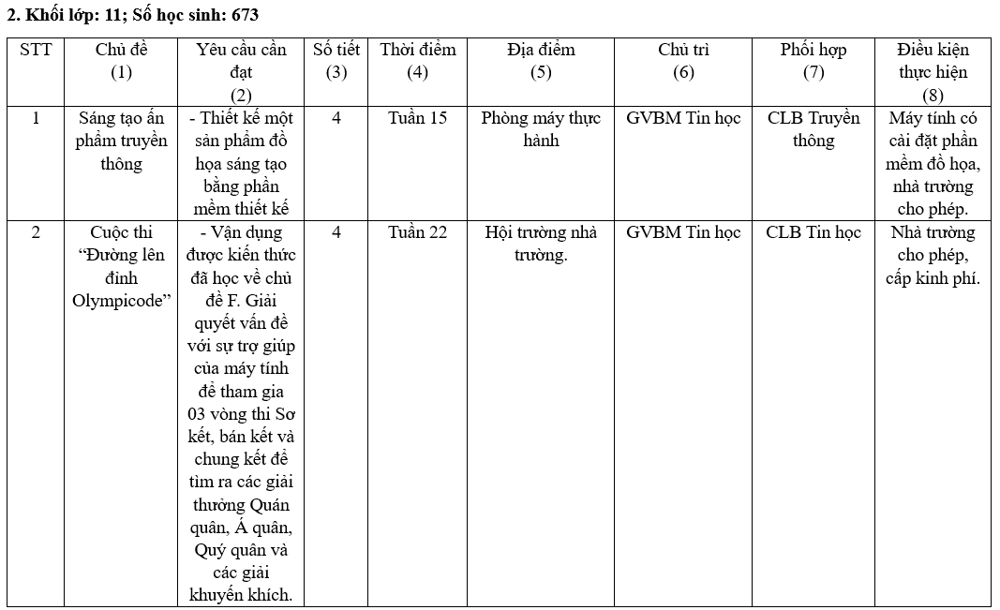 2. Khối lớp: 11; Số học sinh: 673
STT
Chủ đề
(1)
Yêu cầu cần
đạt
(2)
Số tiết
(3)
Thời điểm
(4)
Địa điểm
(5)
Chủ trì
(6)
Phối hợp
(7)
Điều kiện
thực hiện
(8)
1
Sáng tạo ấn
phẩm truyền
thông
- Thiết kế một
sản phẩm đồ
họa sáng tạo
bằng phần
mềm thiết kế
4
Tuần 15
Phòng máy thực
hành
GVBM Tin học
CLB Truyền
thông
Máy tính có
cài đặt phần
mềm đồ họa,
nhà trường
cho phép.
2
Cuộc thi
“Đường lên
đỉnh
Olympicode”
- Vận dụng
được kiến thức
đã học về chủ
đề F. Giải
quyết vấn đề
với sự trợ giúp
của máy tính
để tham gia
03 vòng thi Sơ
kết, bán kết và
chung kết để
tìm ra các giải
thưởng Quán
quân, Á quân,
Quý quân và
các giải
khuyến khích.
4
Tuần 22
Hội trường nhà
trường.
GVBM Tin học
CLB Tin học
Nhà trường
cho phép,
cấp kinh phí.